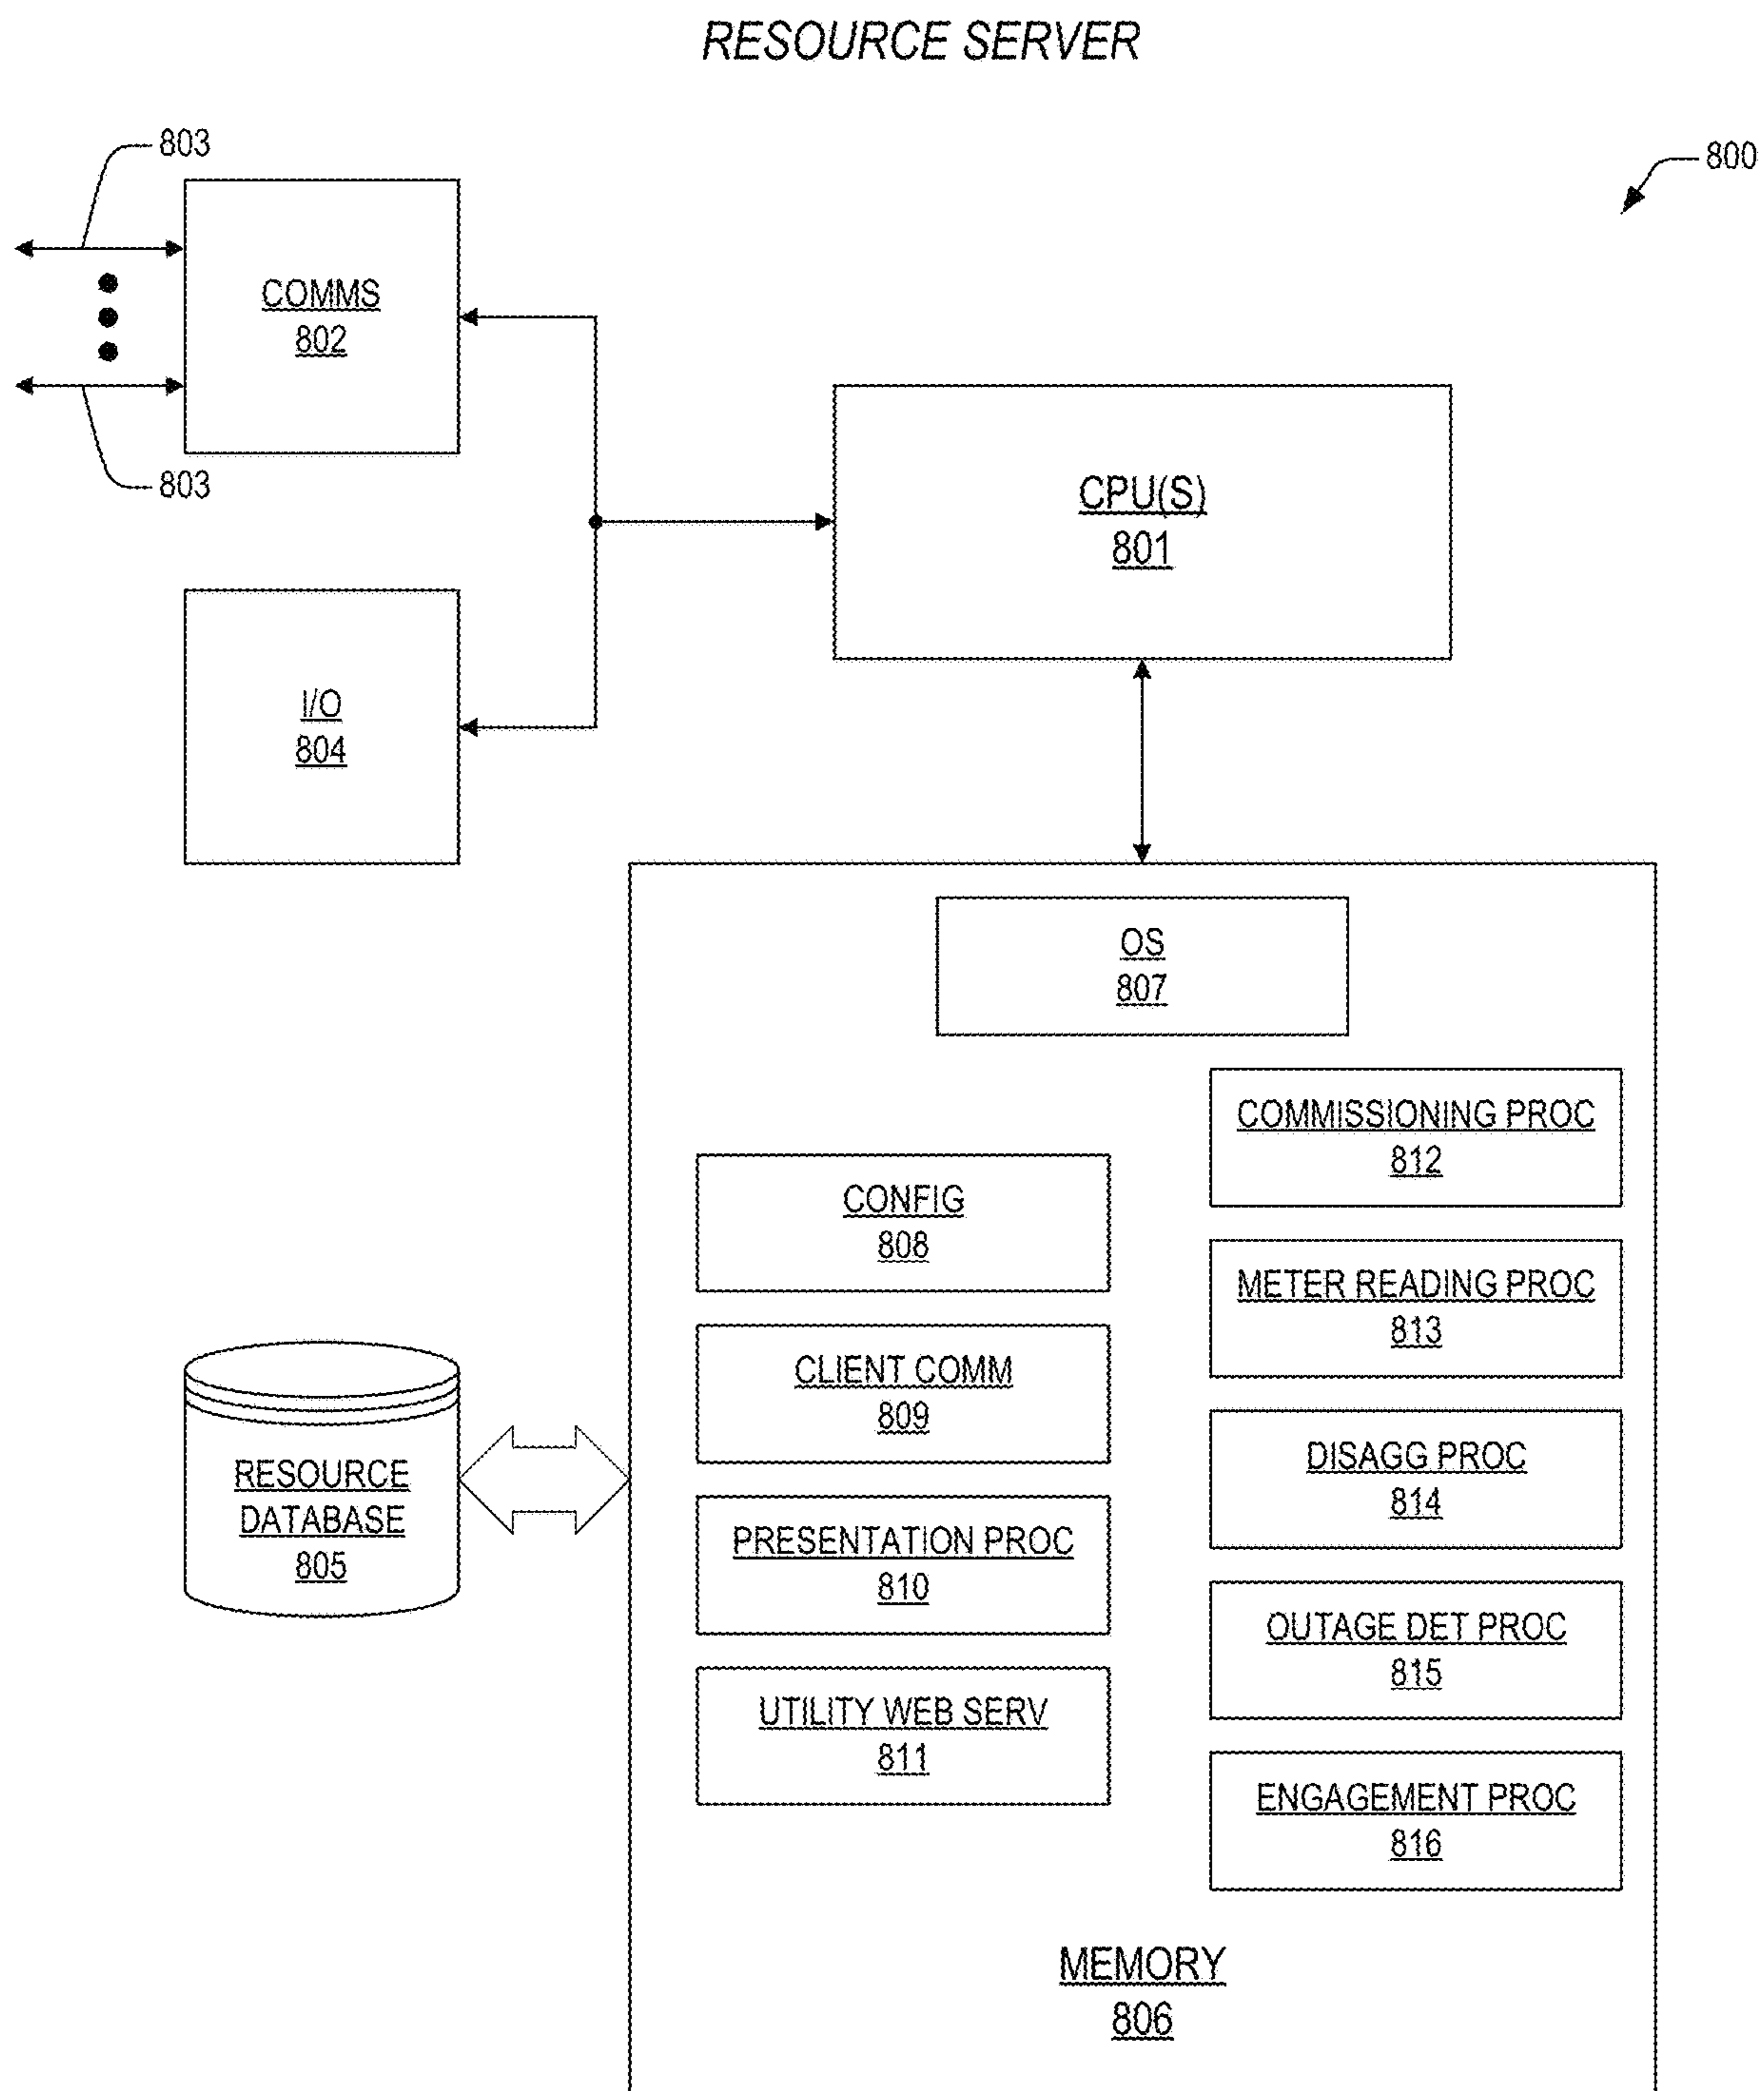 RESOURCE SERVER
803
800
COMMS
802
803
CPU(S)
801
I/O
804
OS
807
COMMISSIONING PROC
812
CONFIG
808
METER READING PROC
813
CLIENT COMM
809
DISAGG PROC
814
RESOURCE
DATABASE
805
PRESENTATION PROC
810
OUTAGE DET PROC
815
UTILITY WEB SERV
811
ENGAGEMENT PROC
816
MEMORY
806